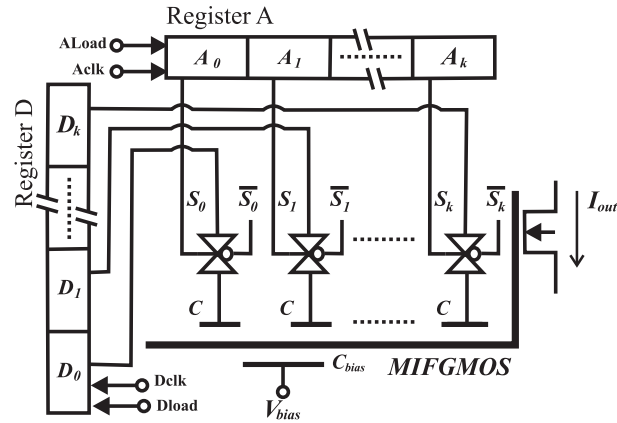 Register A
ALoad
Aclk
A0 A1 Ak
Register D
Dk
D1
D0
S0 S̅0 S1 S̅1 Sk S̅k
Iout
C C C
Cbias
MIFGMOS
Vbias
Dclk
Dload